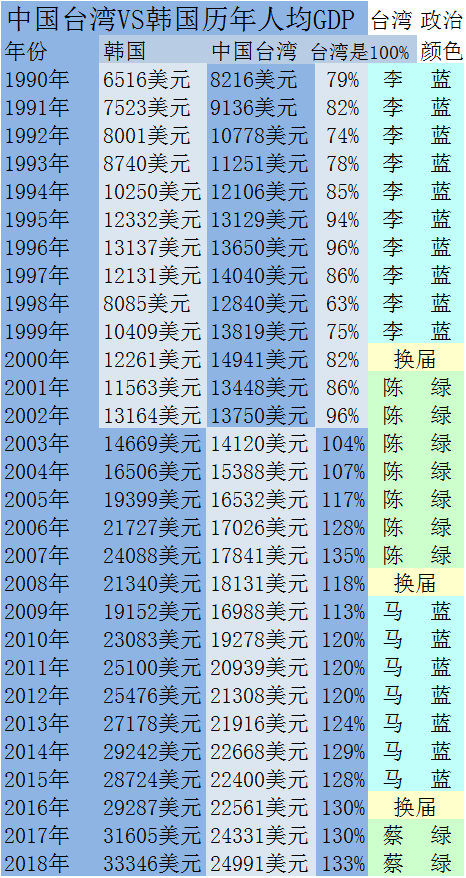 中国台湾VS韩国历年人均GDP 台湾 政治
年份 韩国 中国台湾 台湾是100% 颜色
1990年 6516美元 8216美元 79% 李 蓝
1991年 7523美元 9136美元 82% 李 蓝
1992年 8001美元 10778美元 74% 李 蓝
1993年 8740美元 11251美元 78% 李 蓝
1994年 10250美元 12106美元 85% 李 蓝
1995年 12332美元 13129美元 94% 李 蓝
1996年 13137美元 13650美元 96% 李 蓝
1997年 12131美元 14040美元 86% 李 蓝
1998年 8085美元 12840美元 63% 李 蓝
1999年 10409美元 13819美元 75% 李 蓝
2000年 12261美元 14941美元 82% 换届
2001年 11563美元 13448美元 86% 陈 绿
2002年 13164美元 13750美元 96% 陈 绿
2003年 14669美元 14120美元 104% 陈 绿
2004年 16506美元 15388美元 107% 陈 绿
2005年 19399美元 16532美元 117% 陈 绿
2006年 21727美元 17026美元 128% 陈 绿
2007年 24088美元 17841美元 135% 陈 绿
2008年 21340美元 18131美元 118% 换届
2009年 19152美元 16988美元 113% 马 蓝
2010年 23083美元 19278美元 120% 马 蓝
2011年 25100美元 20939美元 120% 马 蓝
2012年 25476美元 21308美元 120% 马 蓝
2013年 27178美元 21916美元 124% 马 蓝
2014年 29242美元 22668美元 129% 马 蓝
2015年 28724美元 22400美元 128% 马 蓝
2016年 29287美元 22561美元 130% 换届
2017年 31605美元 24331美元 130% 蔡 绿
2018年 33346美元 24991美元 133% 蔡 绿